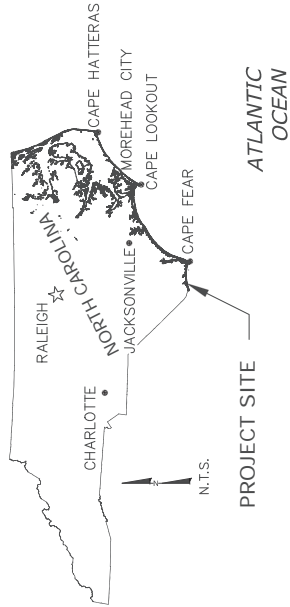 RALEIGH
NORTH CAROLINA
CHARLOTTE
JACKSONVILLE
CAPE HATTERAS
MOREHEAD CITY
CAPE LOOKOUT
CAPE FEAR
ATLANTIC
OCEAN
N
N.T.S.
PROJECT SITE